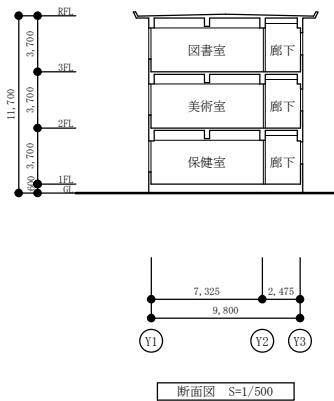 RFL
3,700
図書室 廊下
3FL
11,700
3,700
美術室 廊下
2FL
3,700
保健室 廊下
1FL
600
GL
7,325 2,475
9,800
Y1 Y2 Y3
断面図 S=1/500